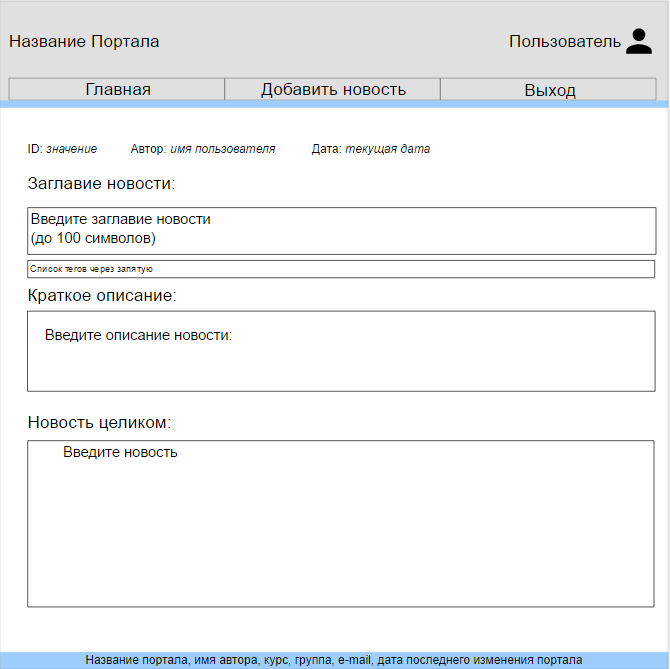 Название Портала
Пользователь
Главная
Добавить новость
Выход
ID: значение
Автор: имя пользователя
Дата: текущая дата
Заглавие новости:
Введите заглавие новости
(до 100 символов)
Список тегов через запятую
Краткое описание:
Введите описание новости:
Новость целиком:
Введите новость
Название портала, имя автора, курс, группа, e-mail, дата последнего изменения портала